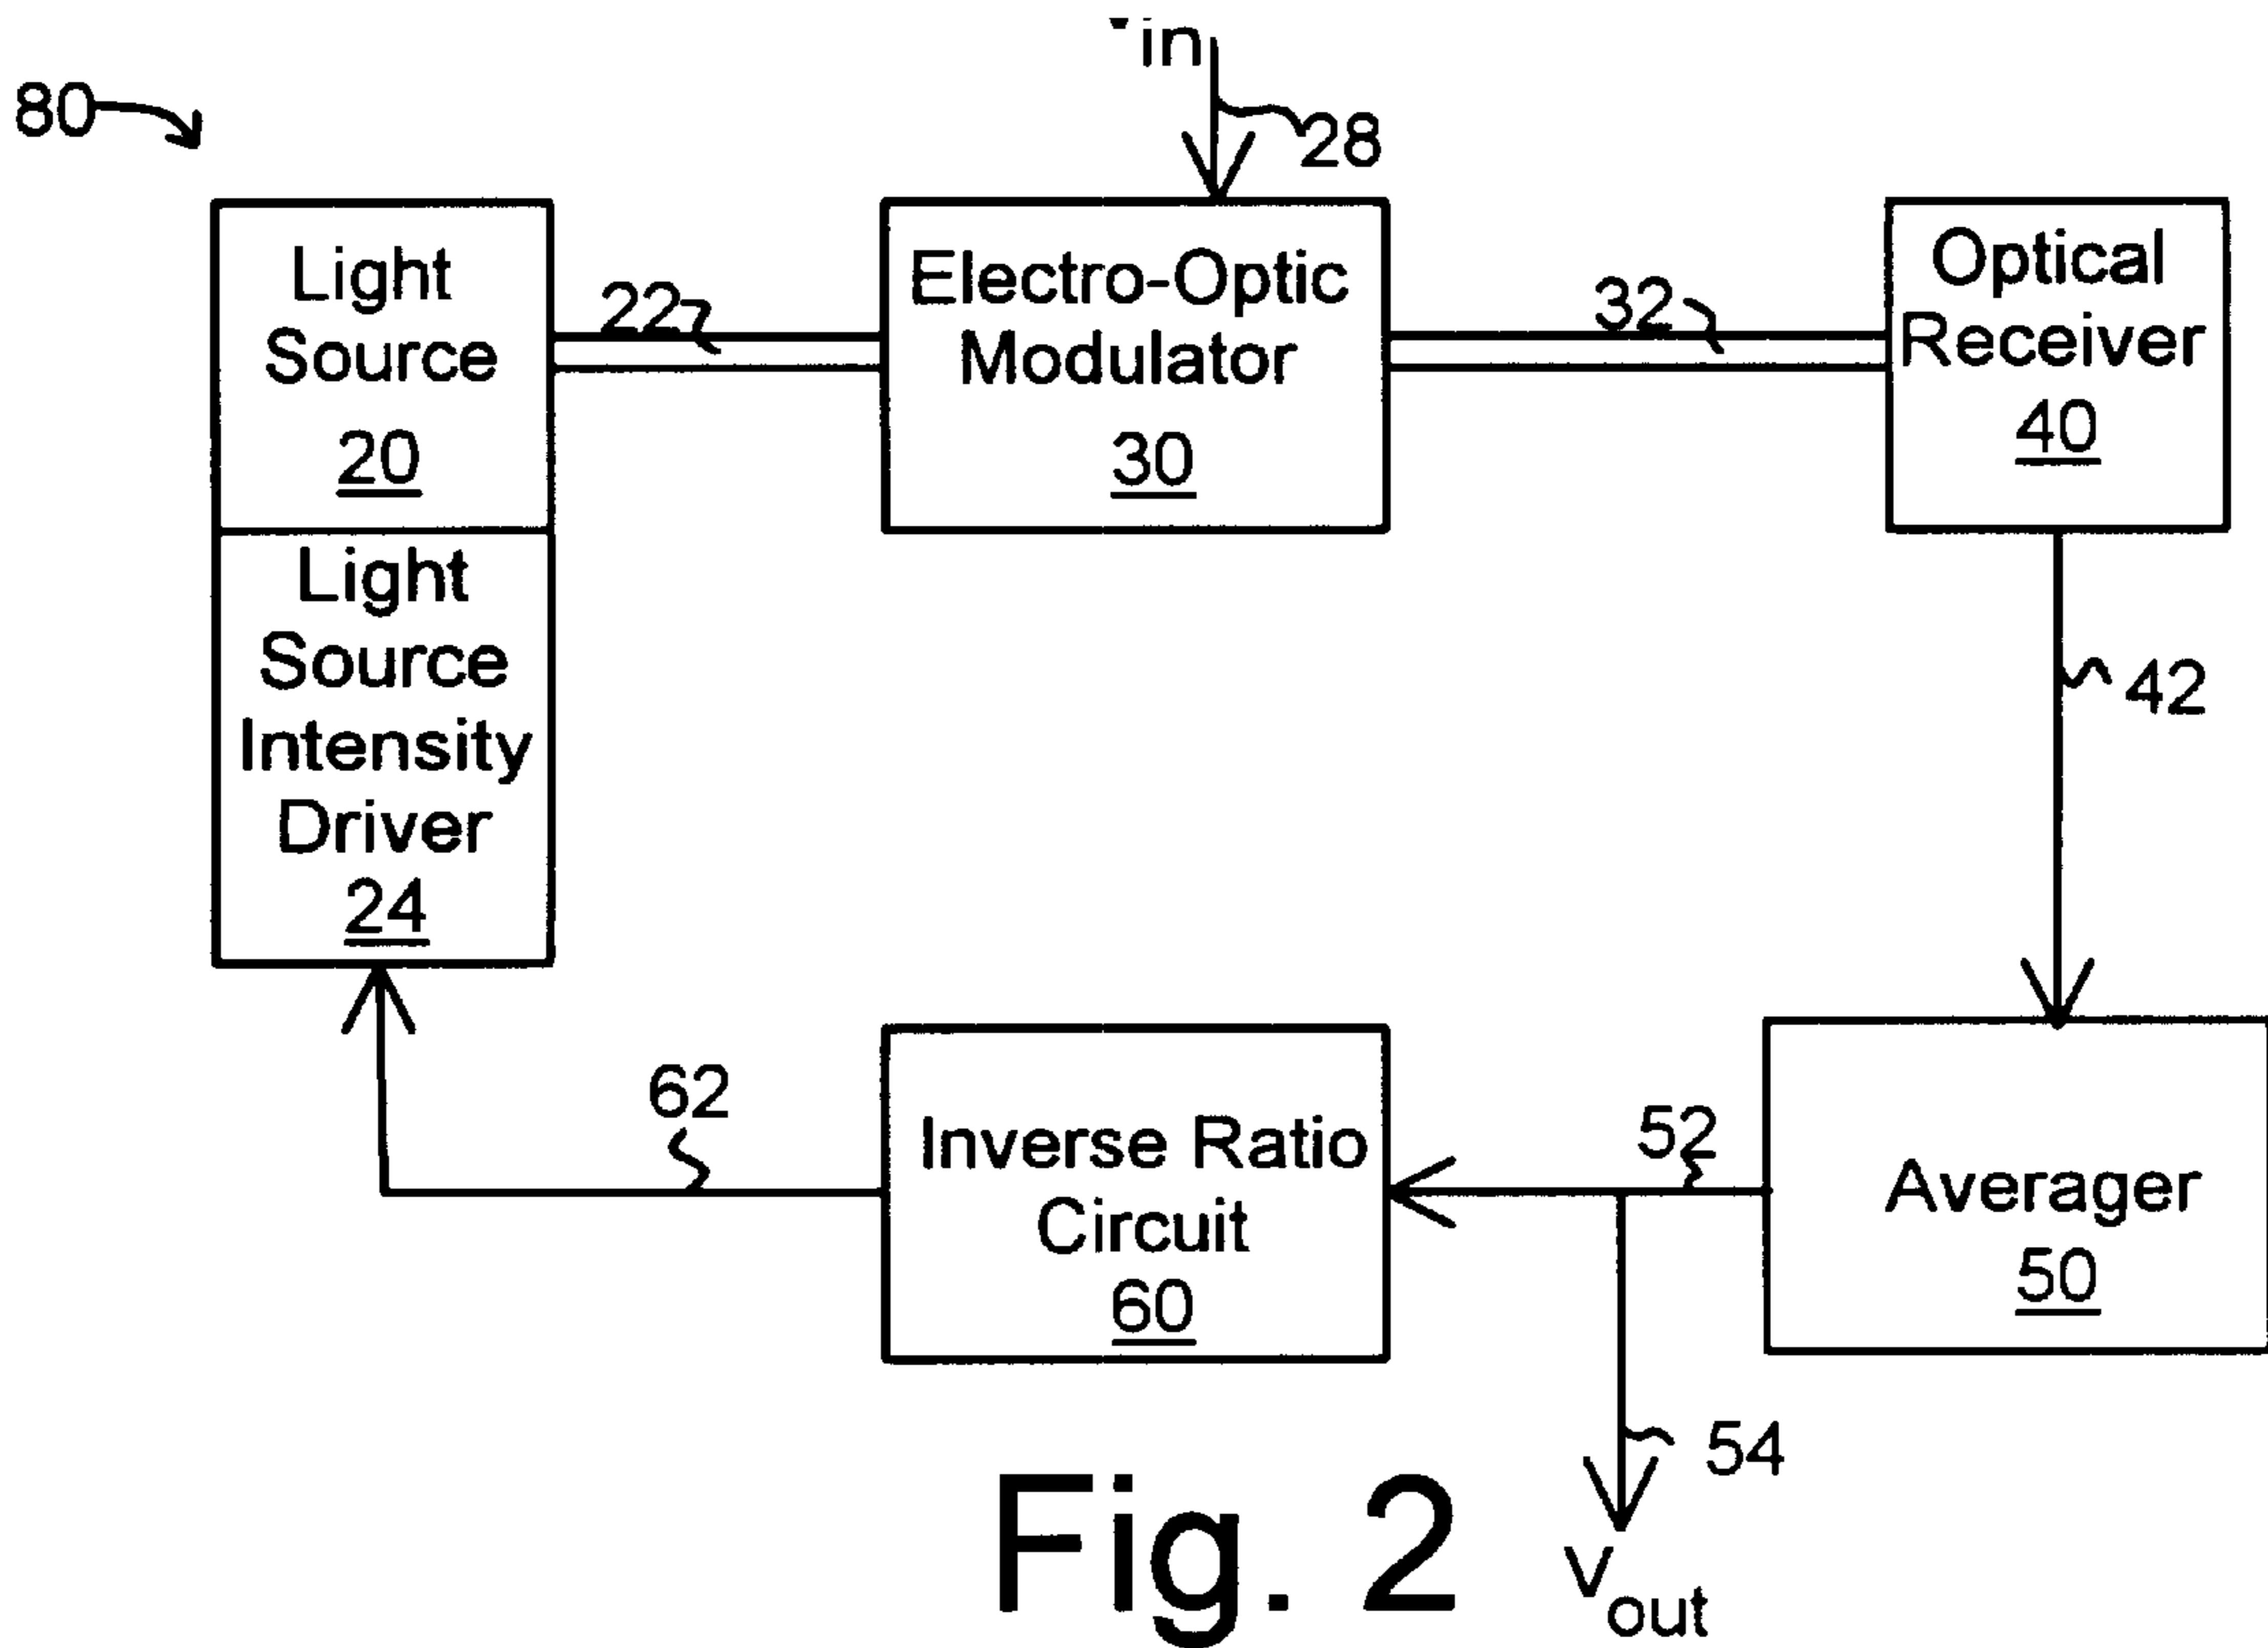 in
80
28
Light
Source
20
22
Electro-Optic
Modulator
30
32
Optical
Receiver
40
Light
Source
Intensity
Driver
24
42
62
Inverse Ratio
Circuit
60
52
Averager
50
54
Vout
Fig. 2